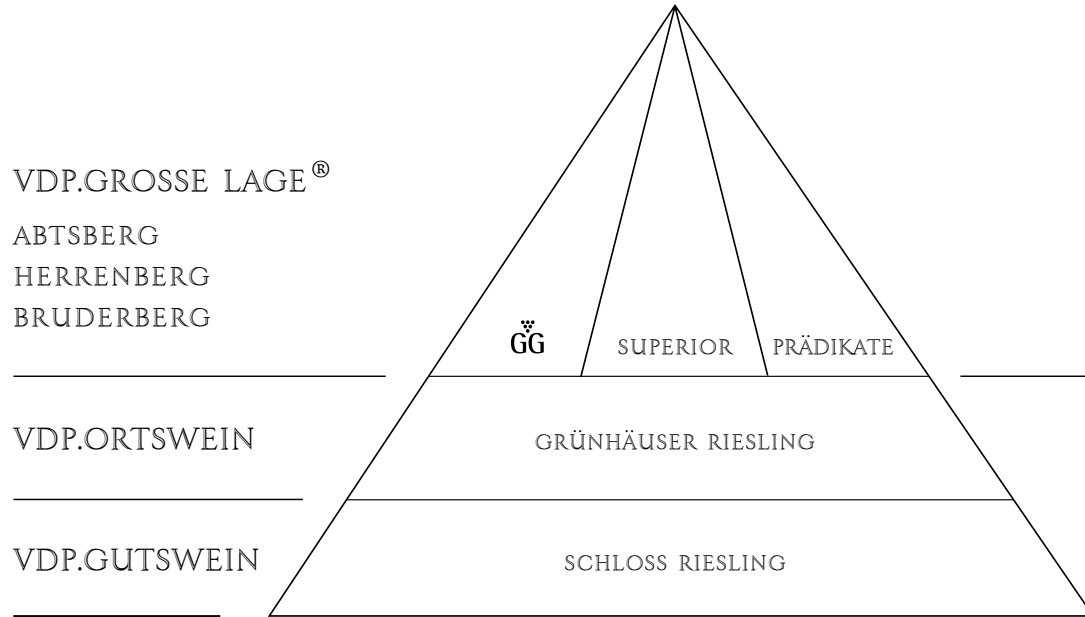 VDP.GROSSE LAGE®
ABTSBERG
HERRENBERG
BRUDERBERG
GG
SUPERIOR
PRÄDIKATE
VDP.ORTSWEIN
GRÜNHÄUSER RIESLING
VDP.GUTSWEIN
SCHLOSS RIESLING